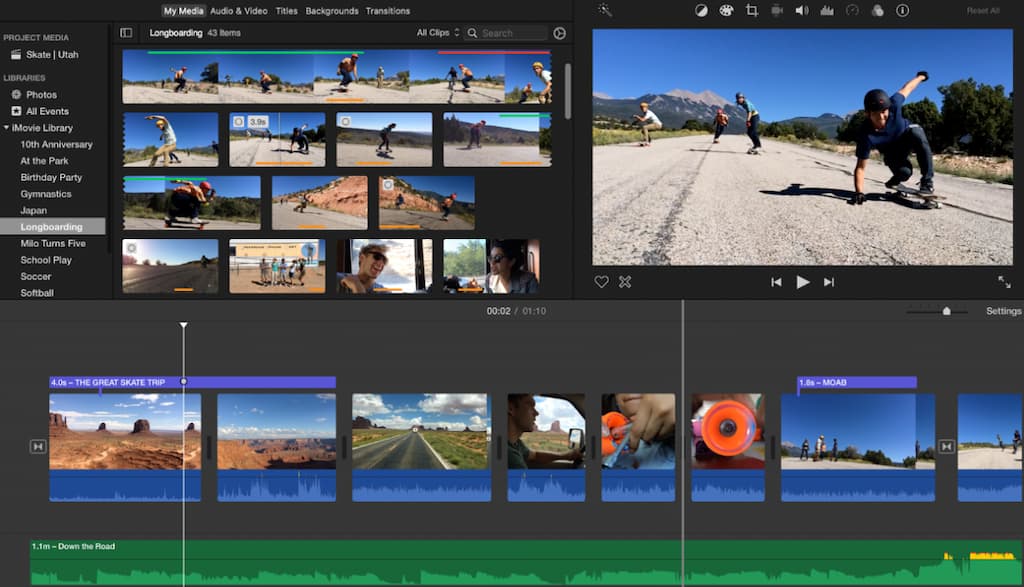 My Media Audio & Video Titles Backgrounds Transitions
Reset All
PROJECT MEDIA
Skate | Utah
LIBRARIES
Photos
All Events
iMovie Library
10th Anniversary
At the Park
Birthday Party
Gymnastics
Japan
Longboarding
Milo Turns Five
School Play
Soccer
Softball
Longboarding 43 Items
All Clips
Search
3.9s
00:02 / 01:10
Settings
4.0s – THE GREAT SKATE TRIP
1.8s – MOAB
1.1m – Down the Road